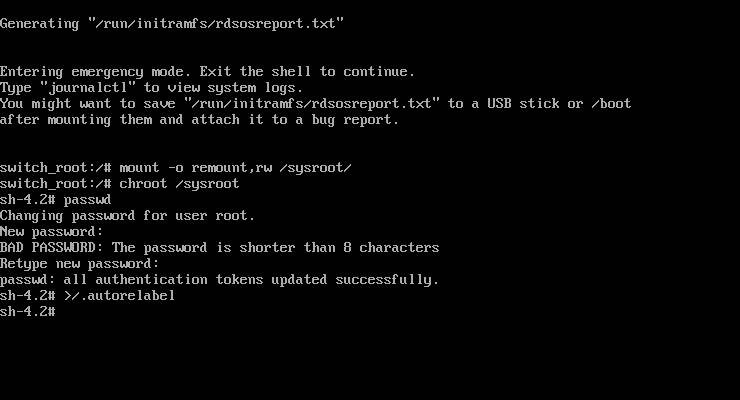 Generating "/run/initramfs/rdsosreport.txt"
Entering emergency mode. Exit the shell to continue.
Type "journalctl" to view system logs.
You might want to save "/run/initramfs/rdsosreport.txt" to a USB stick or /boot
after mounting them and attach it to a bug report.
switch_root:/# mount -o remount,rw /sysroot/
switch_root:/# chroot /sysroot
sh-4.2# passwd
Changing password for user root.
New password:
BAD PASSWORD: The password is shorter than 8 characters
Retype new password:
passwd: all authentication tokens updated successfully.
sh-4.2# >/.autorelabel
sh-4.2#